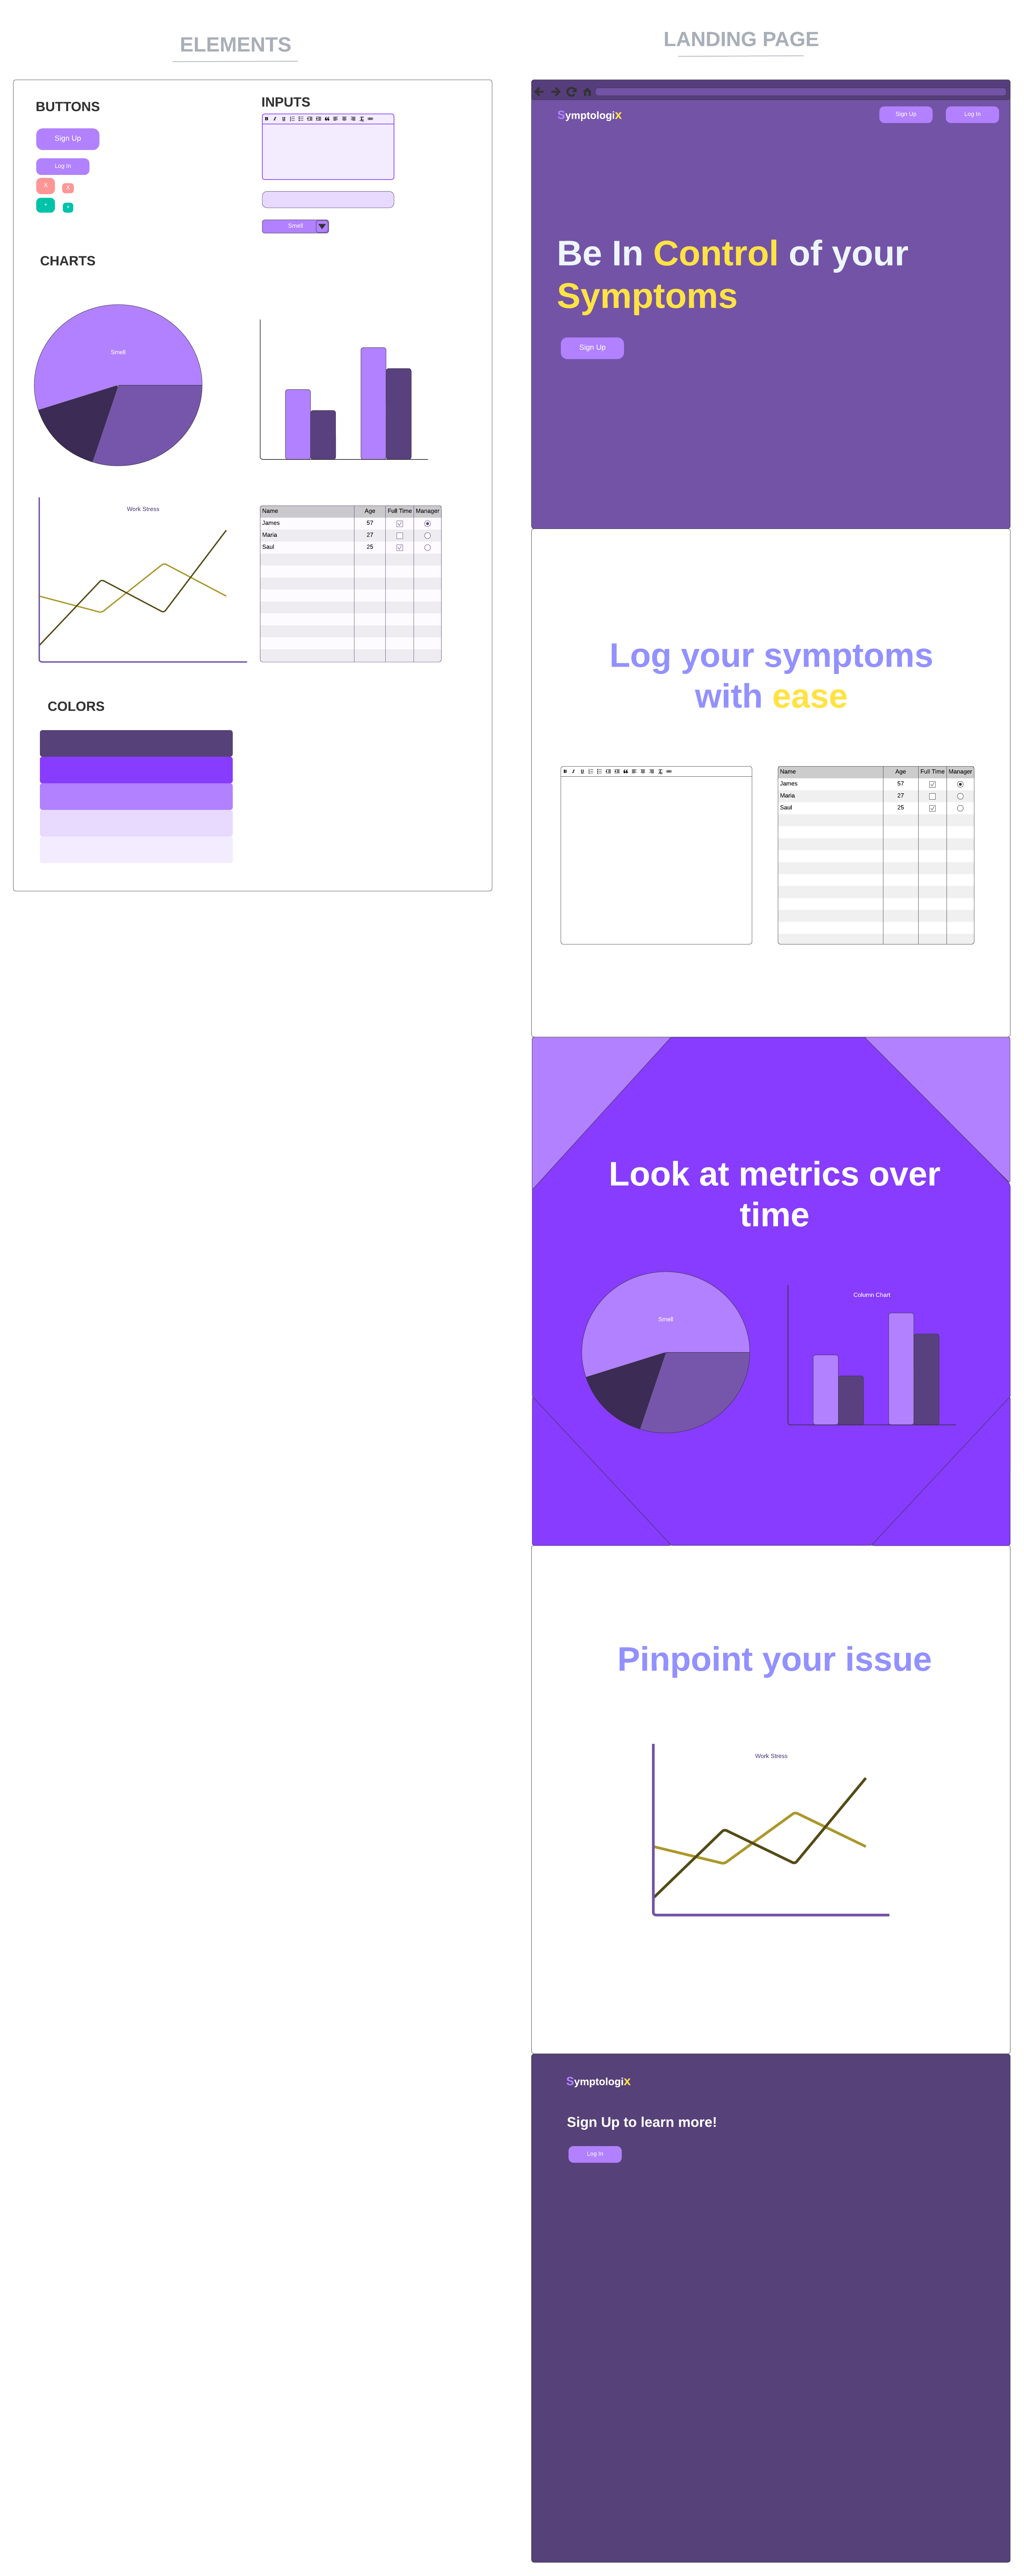 ELEMENTS
BUTTONS
Sign Up
Log In
X X
+ +
INPUTS
B I U
Smell
CHARTS
Smell
Work Stress
Name Age Full Time Manager
James 57
Maria 27
Saul 25
COLORS
LANDING PAGE
Symptologix
Sign Up Log In
Be In Control of your
Symptoms
Sign Up
Log your symptoms
with ease
B I U
Name Age Full Time Manager
James 57
Maria 27
Saul 25
Look at metrics over
time
Smell
Column Chart
Pinpoint your issue
Work Stress
Symptologix
Sign Up to learn more!
Log In